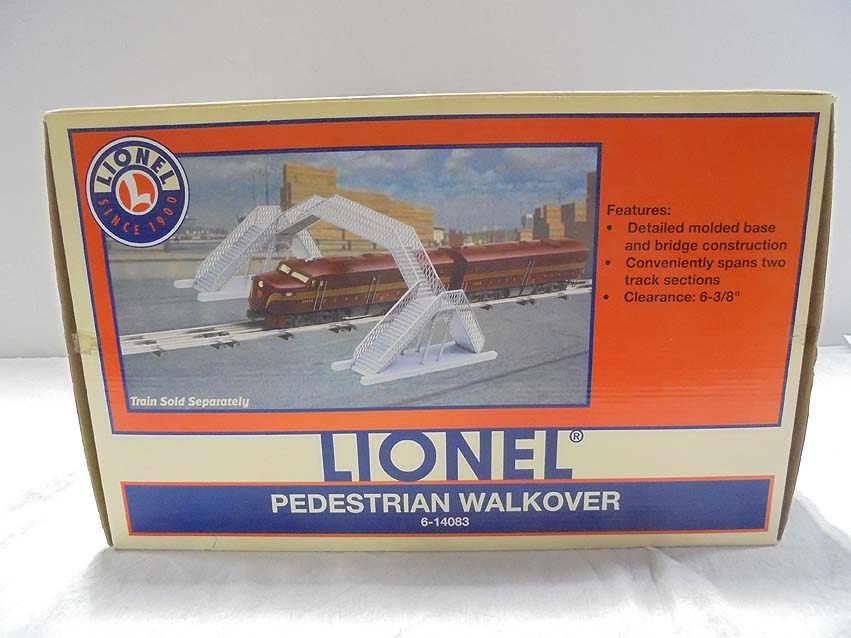 LIONEL
L
SINCE 1900
Features:
• Detailed molded base
and bridge construction
• Conveniently spans two
track sections
• Clearance: 6-3/8"
Train Sold Separately
LIONEL®
PEDESTRIAN WALKOVER
6-14083